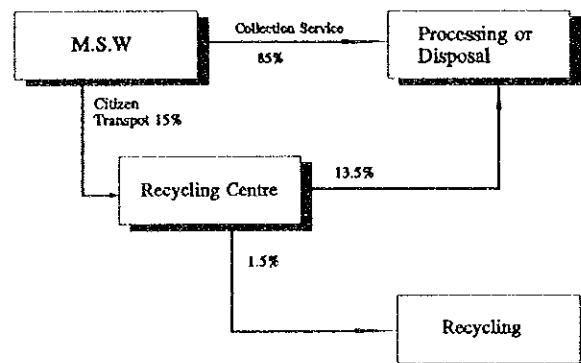 M.S.W
Collection Service
85%
Processing or
Disposal
Citizen
Transpot 15%
Recycling Centre
13.5%
1.5%
Recycling